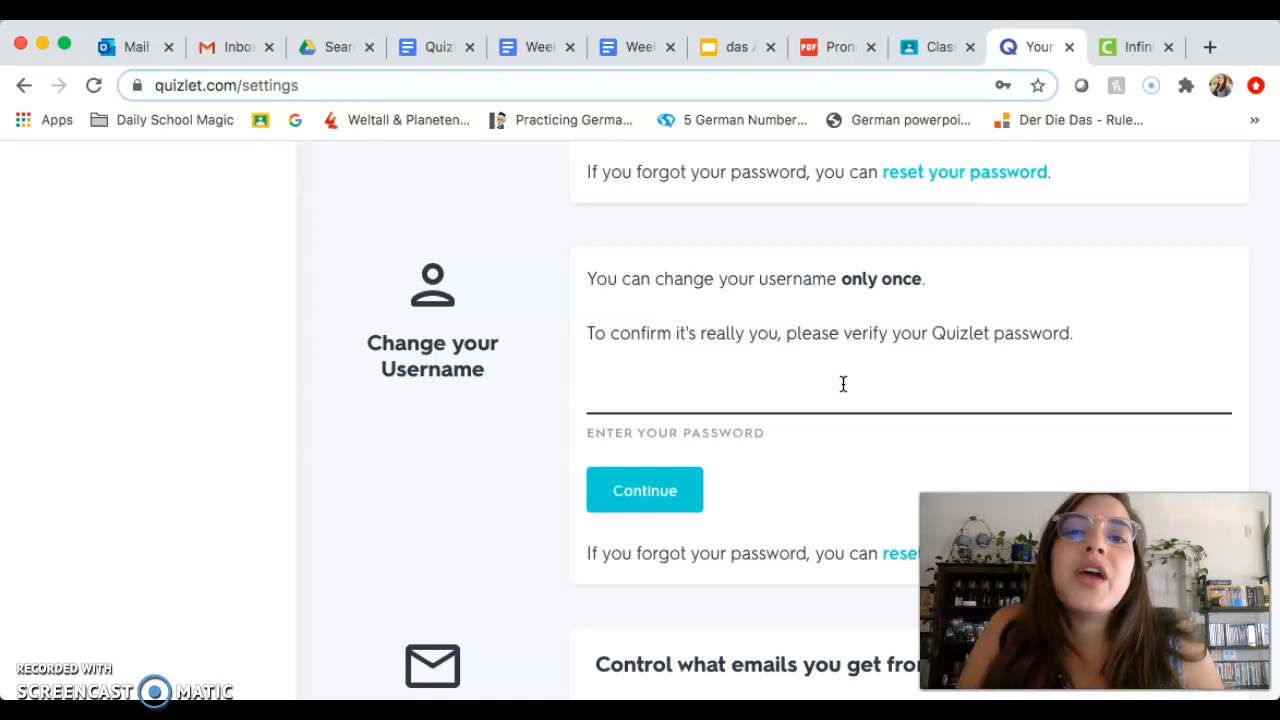 Mail
Inbo
Sear
Quiz
Week
Week
das
PDF
Pron
Clas
Your
Infin
quizlet.com/settings
Apps
Daily School Magic
Weltall & Planeten...
Practicing Germa...
5 German Number...
German powerpoi...
Der Die Das - Rule...
If you forgot your password, you can reset your password.
You can change your username only once.
To confirm it's really you, please verify your Quizlet password.
Change your
Username
ENTER YOUR PASSWORD
Continue
If you forgot your password, you can rese
Control what emails you get fro
RECORDED WITH
SCREENCAST MATIC